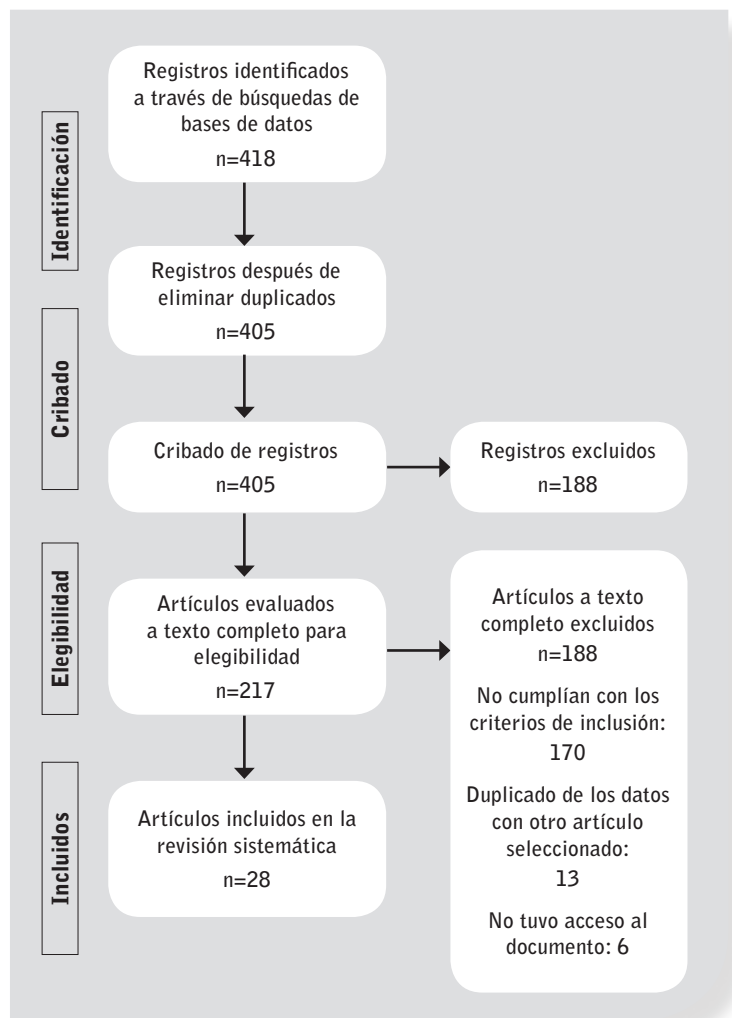 Identificación
Registros identificados
a través de búsquedas de
bases de datos
n=418
Registros después de
eliminar duplicados
n=405
Cribado
Cribado de registros
n=405
Registros excluidos
n=188
Elegibilidad
Artículos evaluados
a texto completo para
elegibilidad
n=217
Artículos a texto
completo excluidos
n=188
No cumplían con los
criterios de inclusión:
170
Duplicado de los datos
con otro artículo
seleccionado:
13
No tuvo acceso al
documento: 6
Incluidos
Artículos incluidos en la
revisión sistemática
n=28